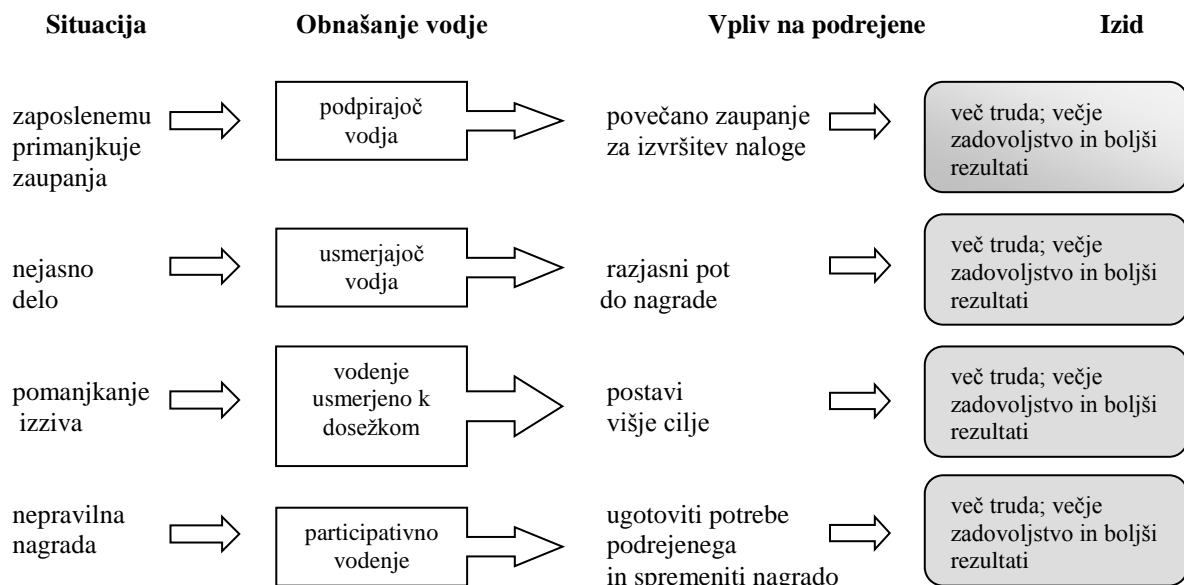 Situacija Obnašanje vodje Vpliv na podrejene Izid
zaposlenemu
primanjkuje
zaupanja
podpirajoč
vodja
povečano zaupanje
za izvršitev naloge
več truda; večje
zadovoljstvo in boljši
rezultati
nejasno
delo
usmerjajoč
vodja
razjasni pot
do nagrade
več truda; večje
zadovoljstvo in boljši
rezultati
pomanjkanje
izziva
vodenje
usmerjeno k
dosežkom
postavi
višje cilje
več truda; večje
zadovoljstvo in boljši
rezultati
nepravilna
nagrada
participativno
vodenje
ugotoviti potrebe
podrejenega
in spremeniti nagrado
več truda; večje
zadovoljstvo in boljši
rezultati